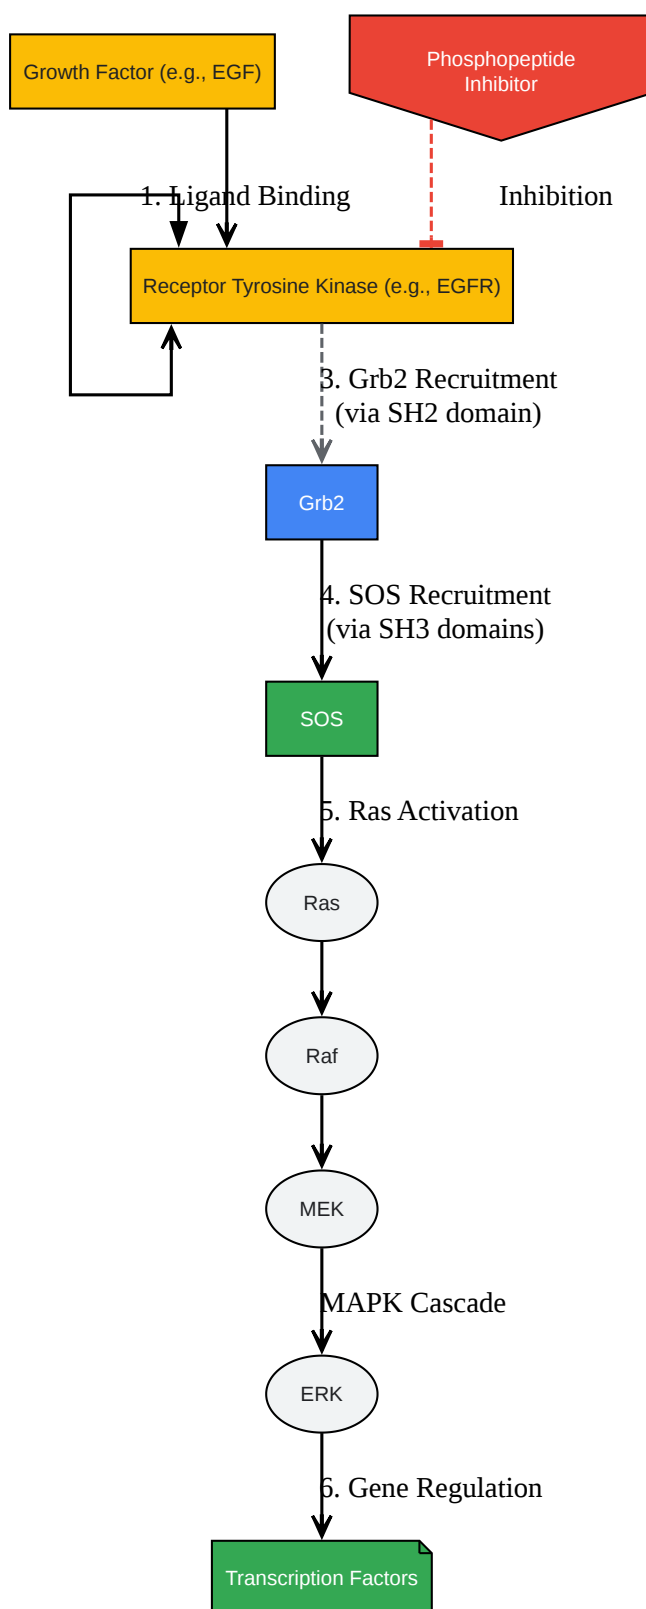 Growth Factor (e.g., EGF)
Phosphopeptide
Inhibitor
1. Ligand Binding
Inhibition
Receptor Tyrosine Kinase (e.g., EGFR)
3. Grb2 Recruitment
(via SH2 domain)
Grb2
4. SOS Recruitment
(via SH3 domains)
SOS
5. Ras Activation
Ras
Raf
MEK
MAPK Cascade
ERK
6. Gene Regulation
Transcription Factors